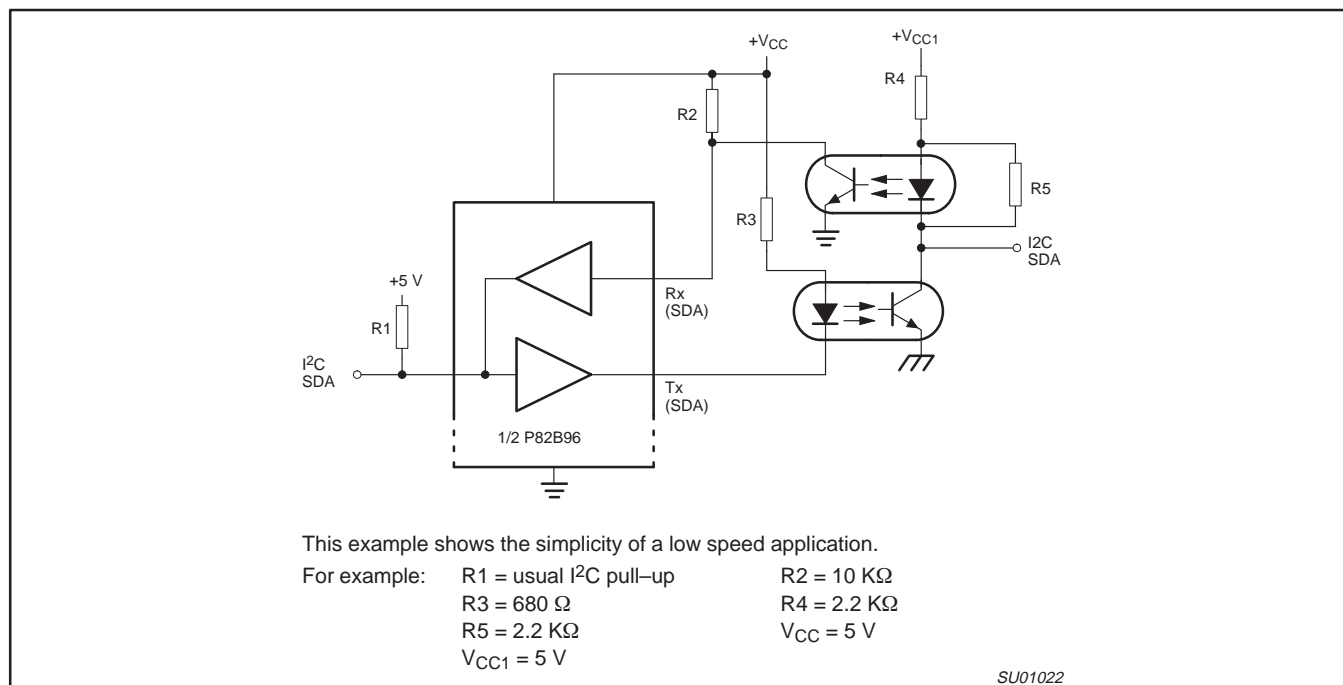 +VCC
+VCC1
R4
R2
R5
R3
I2C
SDA
+5 V
Rx
(SDA)
R1
I²C
SDA
Tx
(SDA)
1/2 P82B96
This example shows the simplicity of a low speed application.
For example: R1 = usual I²C pull–up R2 = 10 KΩ
R3 = 680 Ω R4 = 2.2 KΩ
R5 = 2.2 KΩ VCC = 5 V
VCC1 = 5 V
SU01022